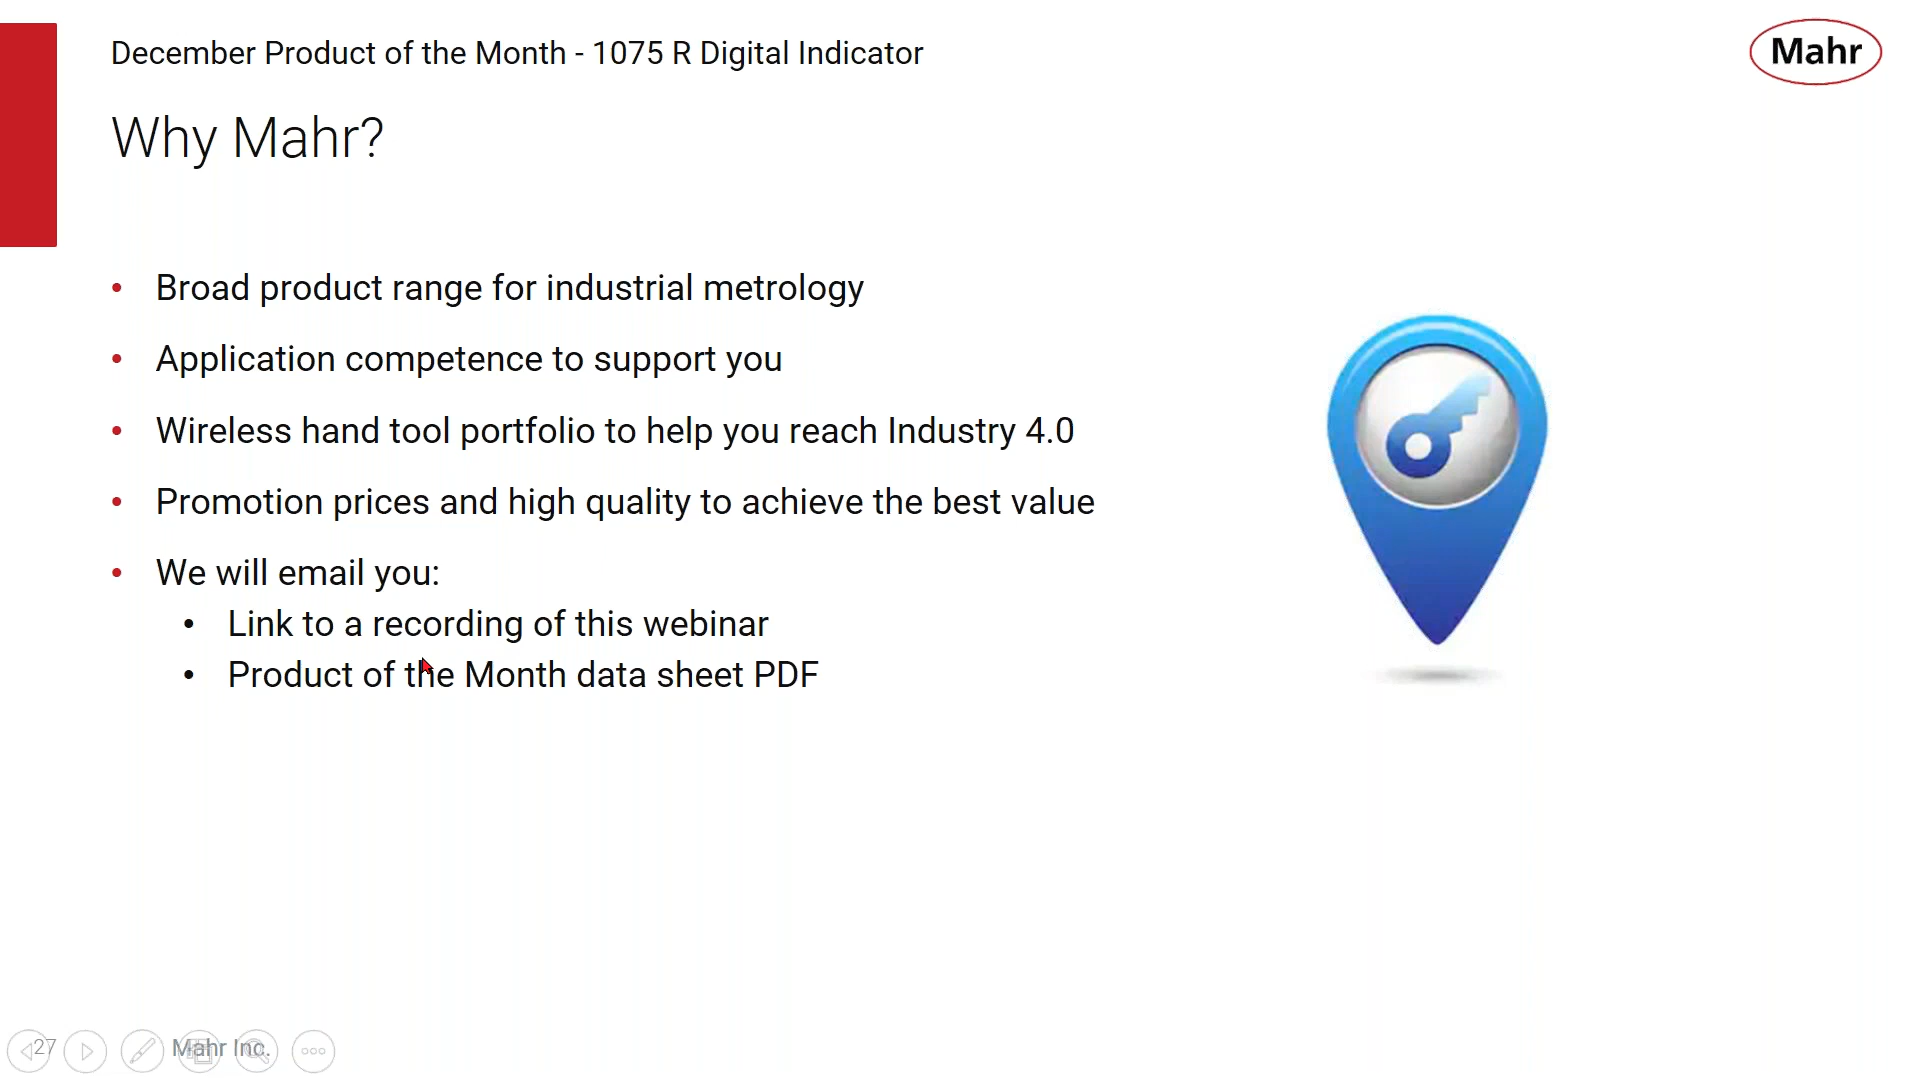 December Product of the Month - 1075 R Digital Indicator
Mahr
Why Mahr?
• Broad product range for industrial metrology
• Application competence to support you
• Wireless hand tool portfolio to help you reach Industry 4.0
• Promotion prices and high quality to achieve the best value
• We will email you:
• Link to a recording of this webinar
• Product of the Month data sheet PDF
27 Mahr Inc.